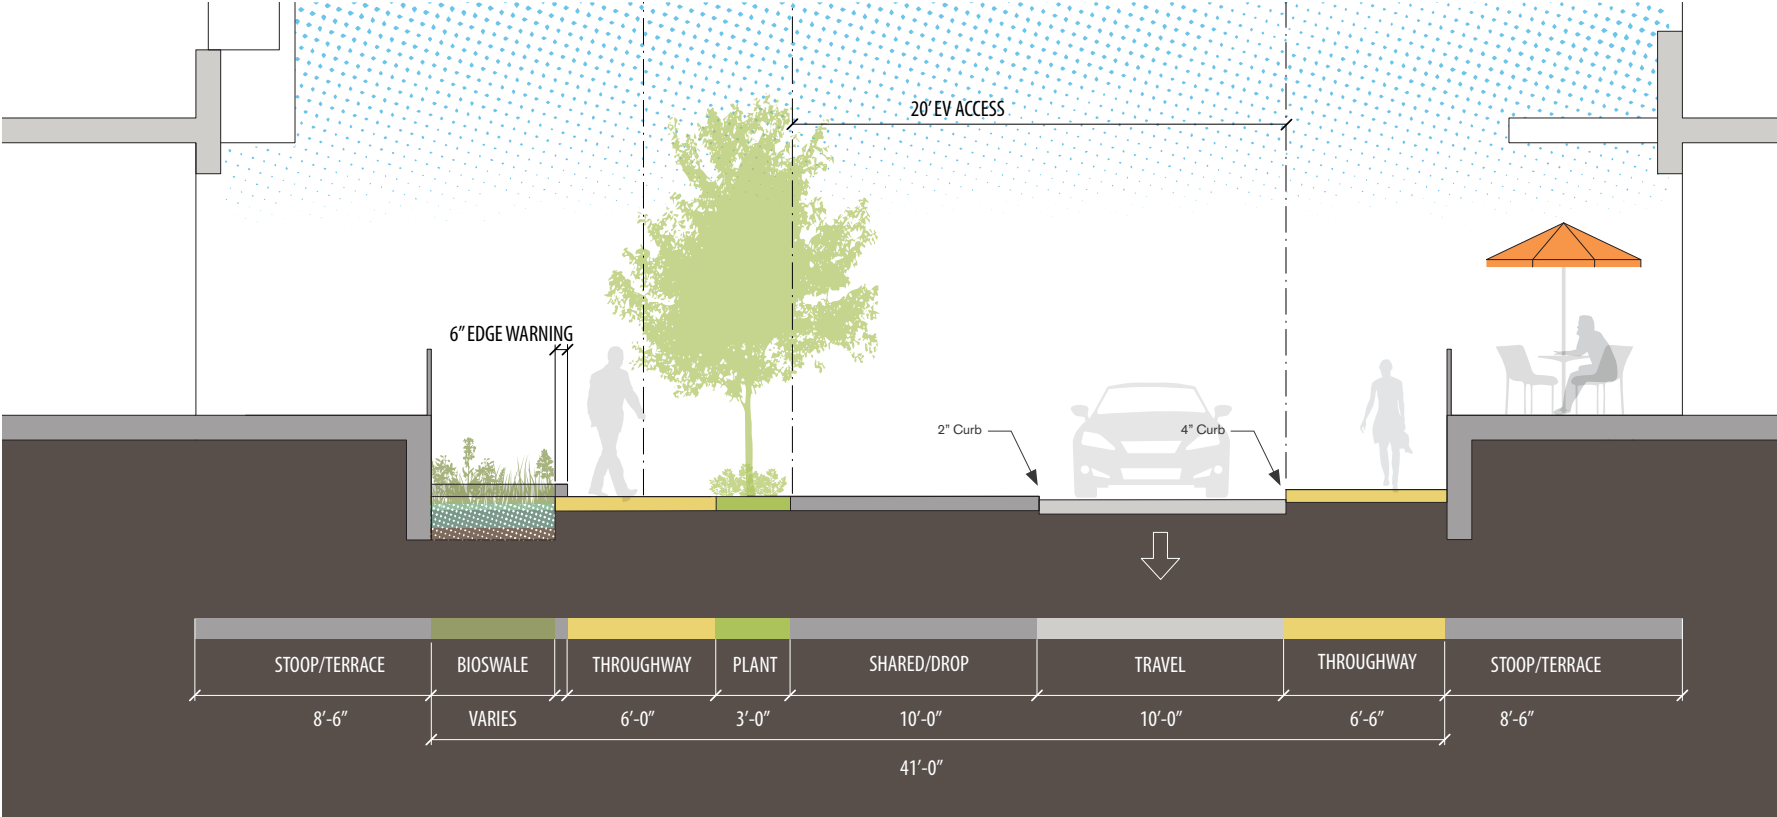 20' EV ACCESS
6" EDGE WARNING
2" Curb
4" Curb
STOOP/TERRACE BIOSWALE THROUGHWAY PLANT SHARED/DROP TRAVEL THROUGHWAY STOOP/TERRACE
8'-6" VARIES 6'-0" 3'-0" 10'-0" 10'-0" 6'-6" 8'-6"
41'-0"